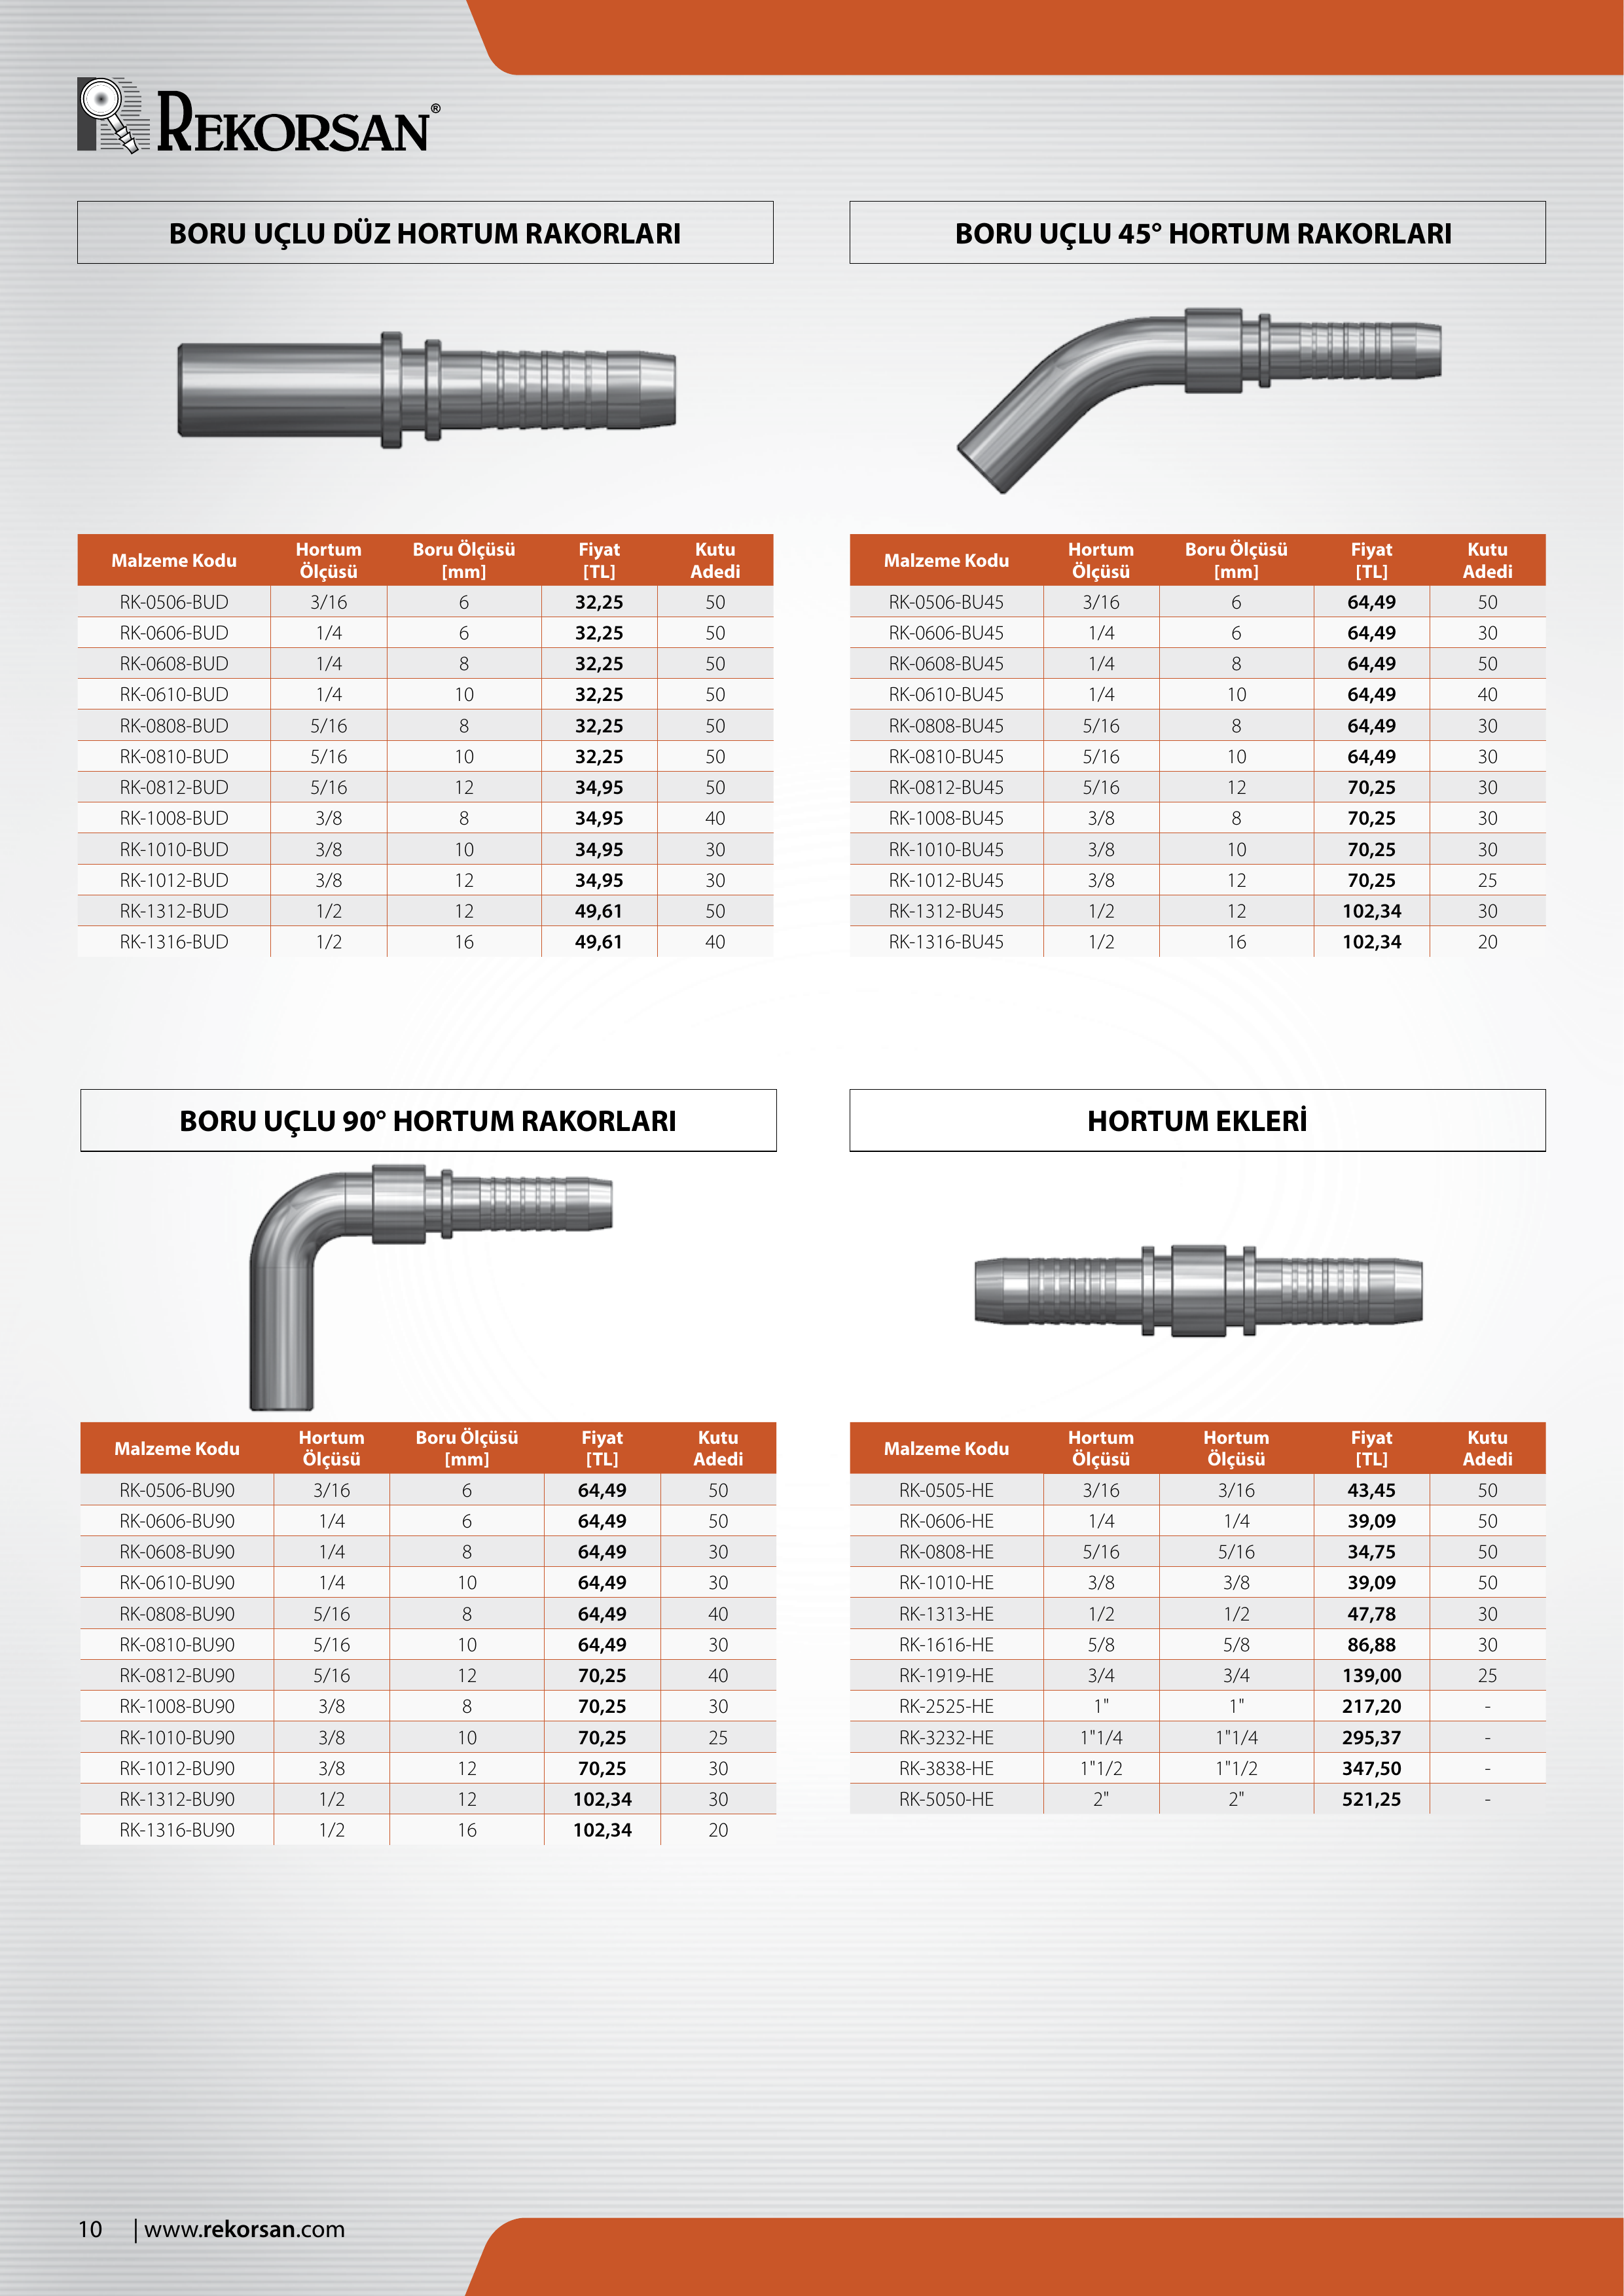 REKORSAN®
BORU UÇLU DÜZ HORTUM RAKORLARI
Malzeme Kodu Hortum Ölçüsü Boru Ölçüsü [mm] Fiyat [TL] Kutu Adedi
RK-0506-BUD 3/16 6 32,25 50
RK-0606-BUD 1/4 6 32,25 50
RK-0608-BUD 1/4 8 32,25 50
RK-0610-BUD 1/4 10 32,25 50
RK-0808-BUD 5/16 8 32,25 50
RK-0810-BUD 5/16 10 32,25 50
RK-0812-BUD 5/16 12 34,95 50
RK-1008-BUD 3/8 8 34,95 40
RK-1010-BUD 3/8 10 34,95 30
RK-1012-BUD 3/8 12 34,95 30
RK-1312-BUD 1/2 12 49,61 50
RK-1316-BUD 1/2 16 49,61 40
BORU UÇLU 45° HORTUM RAKORLARI
Malzeme Kodu Hortum Ölçüsü Boru Ölçüsü [mm] Fiyat [TL] Kutu Adedi
RK-0506-BU45 3/16 6 64,49 50
RK-0606-BU45 1/4 6 64,49 30
RK-0608-BU45 1/4 8 64,49 50
RK-0610-BU45 1/4 10 64,49 40
RK-0808-BU45 5/16 8 64,49 30
RK-0810-BU45 5/16 10 64,49 30
RK-0812-BU45 5/16 12 70,25 30
RK-1008-BU45 3/8 8 70,25 30
RK-1010-BU45 3/8 10 70,25 30
RK-1012-BU45 3/8 12 70,25 25
RK-1312-BU45 1/2 12 102,34 30
RK-1316-BU45 1/2 16 102,34 20
BORU UÇLU 90° HORTUM RAKORLARI
Malzeme Kodu Hortum Ölçüsü Boru Ölçüsü [mm] Fiyat [TL] Kutu Adedi
RK-0506-BU90 3/16 6 64,49 50
RK-0606-BU90 1/4 6 64,49 50
RK-0608-BU90 1/4 8 64,49 30
RK-0610-BU90 1/4 10 64,49 30
RK-0808-BU90 5/16 8 64,49 40
RK-0810-BU90 5/16 10 64,49 30
RK-0812-BU90 5/16 12 70,25 40
RK-1008-BU90 3/8 8 70,25 30
RK-1010-BU90 3/8 10 70,25 25
RK-1012-BU90 3/8 12 70,25 30
RK-1312-BU90 1/2 12 102,34 30
RK-1316-BU90 1/2 16 102,34 20
HORTUM EKLERİ
Malzeme Kodu Hortum Ölçüsü Hortum Ölçüsü Fiyat [TL] Kutu Adedi
RK-0505-HE 3/16 3/16 43,45 50
RK-0606-HE 1/4 1/4 39,09 50
RK-0808-HE 5/16 5/16 34,75 50
RK-1010-HE 3/8 3/8 39,09 50
RK-1313-HE 1/2 1/2 47,78 30
RK-1616-HE 5/8 5/8 86,88 30
RK-1919-HE 3/4 3/4 139,00 25
RK-2525-HE 1" 1" 217,20 -
RK-3232-HE 1"1/4 1"1/4 295,37 -
RK-3838-HE 1"1/2 1"1/2 347,50 -
RK-5050-HE 2" 2" 521,25 -
10 | www.rekorsan.com